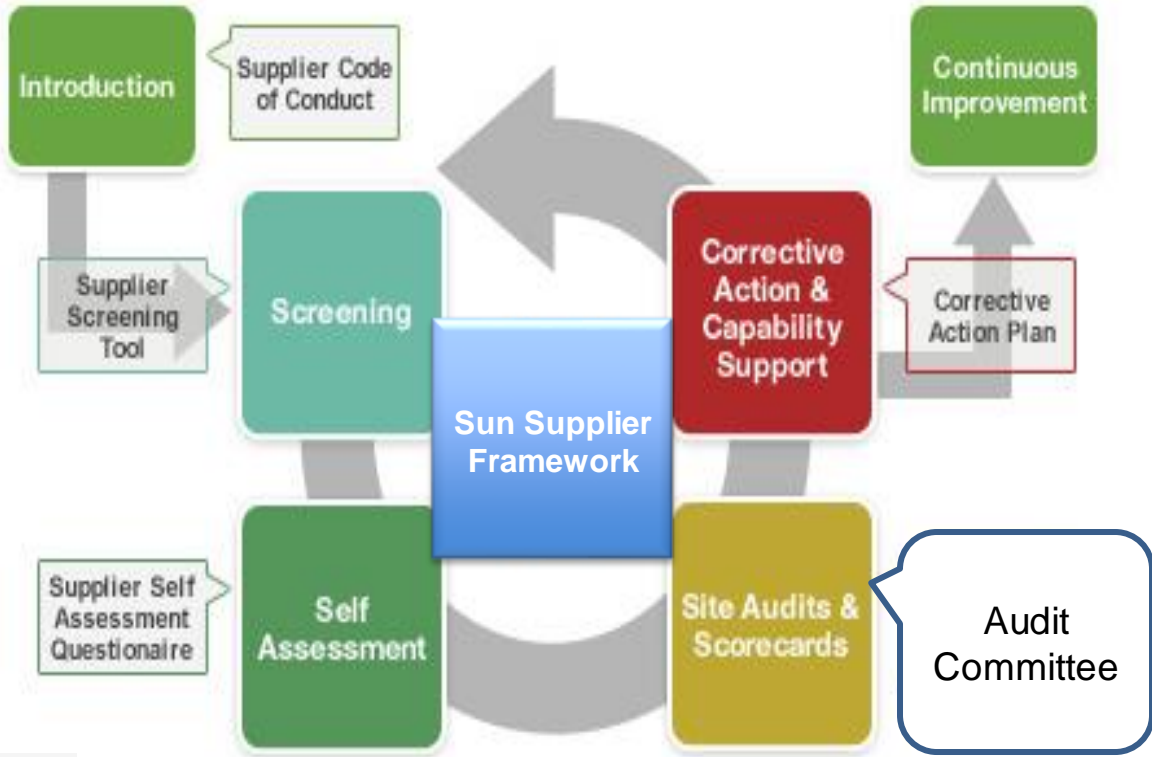 Introduction
Supplier Code
of Conduct
Continuous
Improvement
Supplier
Screening
Tool
Screening
Corrective
Action &
Capability
Support
Corrective
Action Plan
Sun Supplier
Framework
Supplier Self
Assessment
Questionaire
Self
Assessment
Site Audits &
Scorecards
Audit
Committee